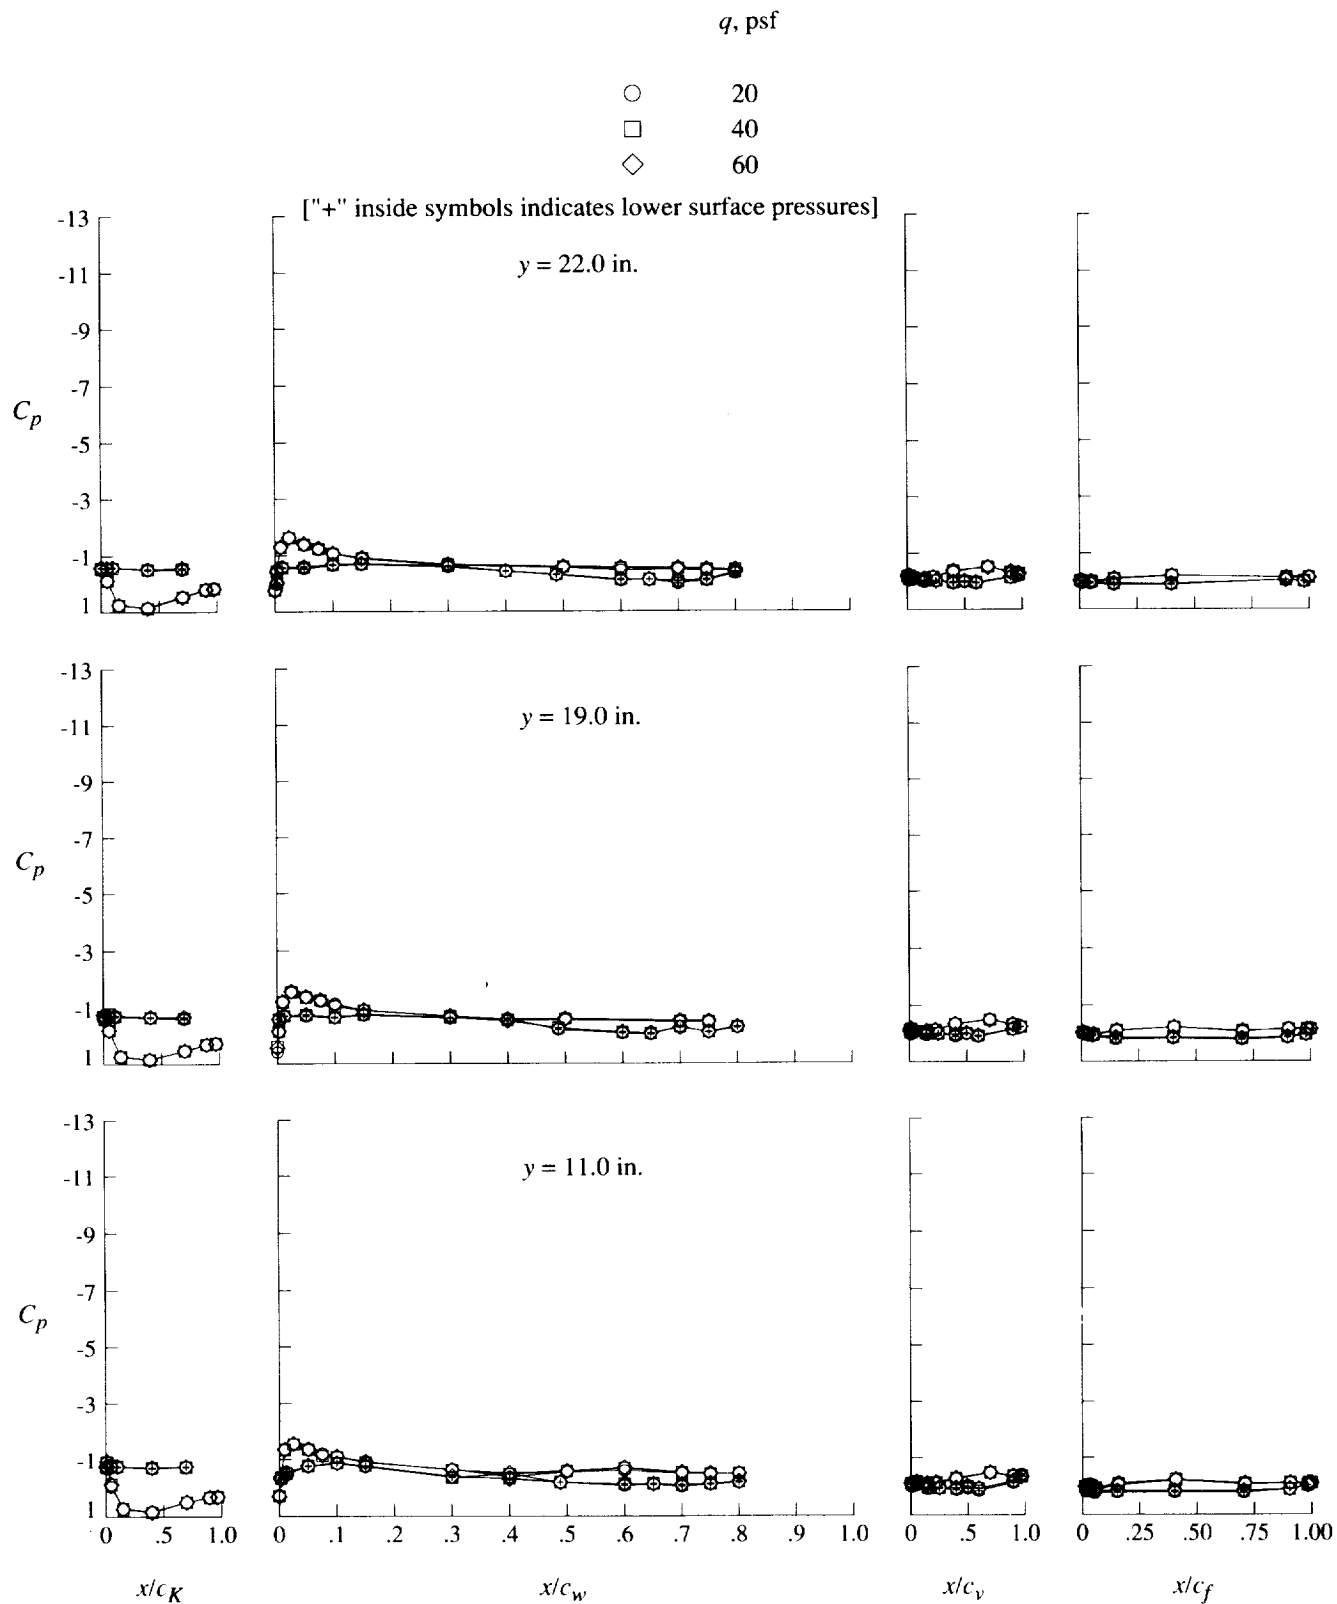 q, psf
20
40
60
["+" inside symbols indicates lower surface pressures]
y = 22.0 in.
-13
-11
-9
-7
-5
-3
-1
1
C_p
y = 19.0 in.
-13
-11
-9
-7
-5
-3
-1
1
C_p
y = 11.0 in.
-13
-11
-9
-7
-5
-3
-1
1
C_p
0 .5 1.0
0 .1 .2 .3 .4 .5 .6 .7 .8 .9 1.0
0 .5 1.0
0 .25 .50 .75 1.00
x/c_K
x/c_w
x/c_v
x/c_f